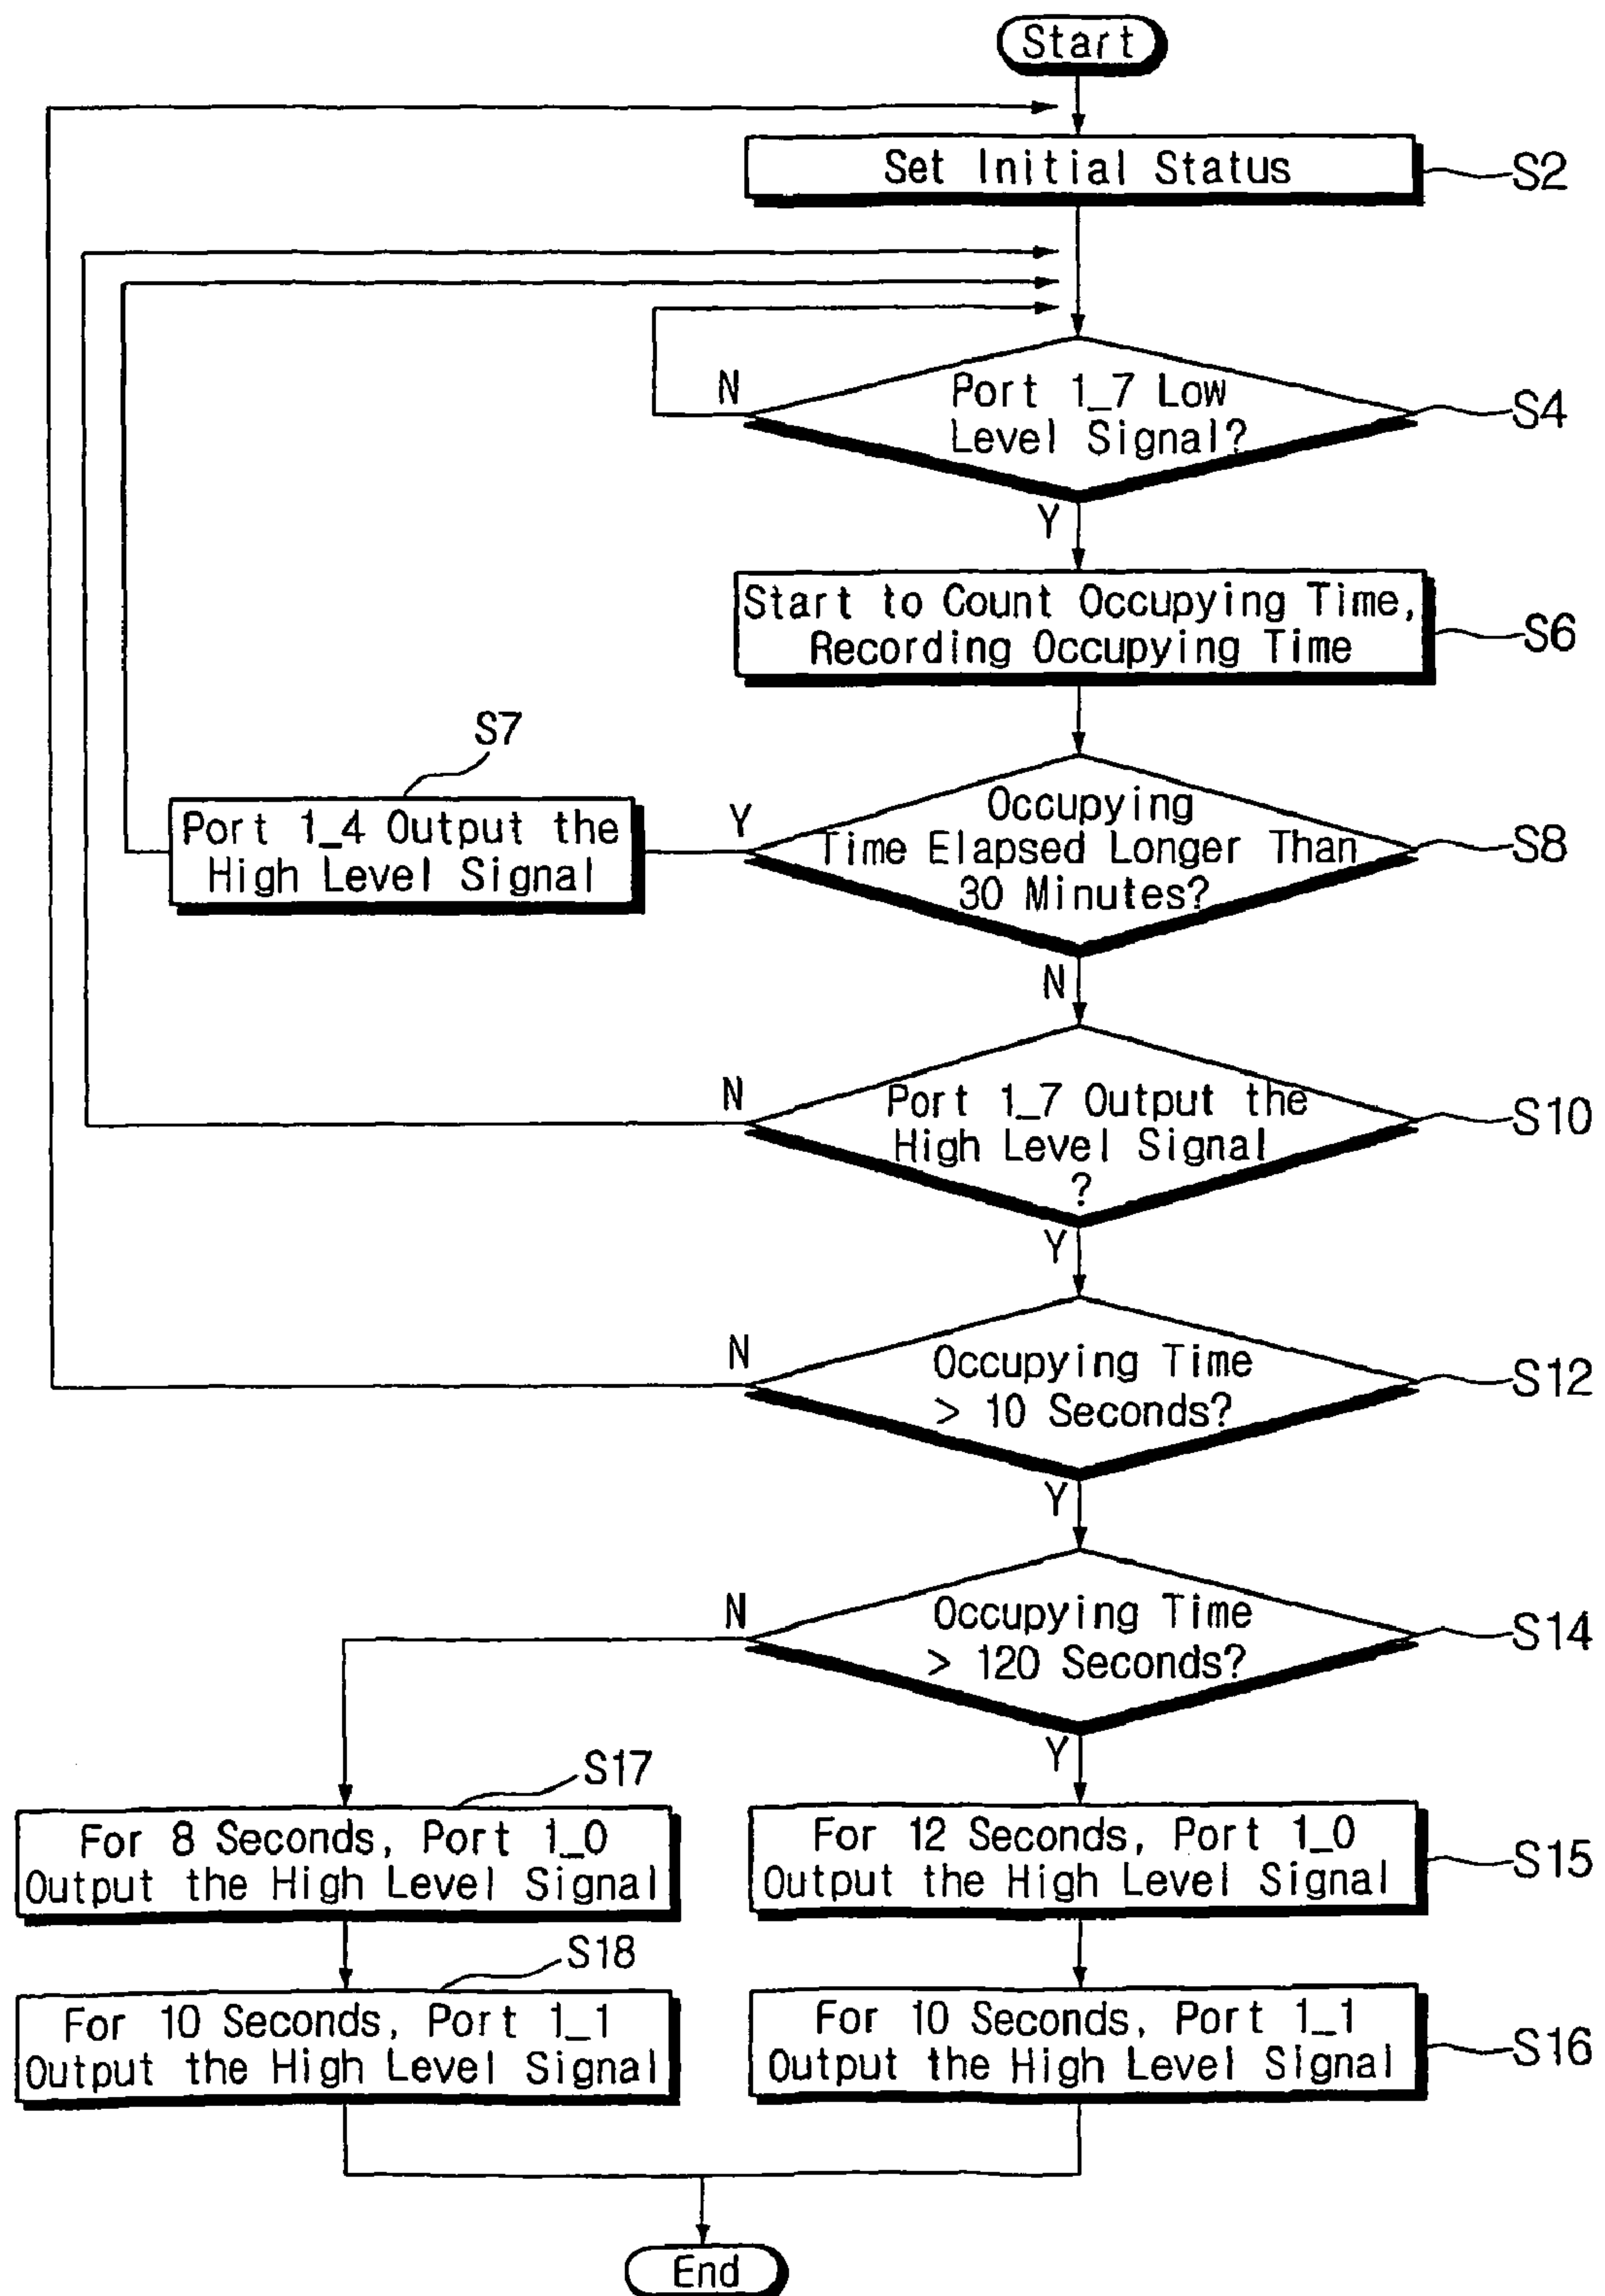 Start
Set Initial Status
S2
N
Port 1_7 Low
Level Signal?
S4
Y
Start to Count Occupying Time,
Recording Occupying Time
S6
S7
Port 1_4 Output the
High Level Signal
Y
Occupying
Time Elapsed Longer Than
30 Minutes?
S8
N
N
Port 1_7 Output the
High Level Signal
?
S10
Y
N
Occupying Time
> 10 Seconds?
S12
Y
N
Occupying Time
> 120 Seconds?
S14
Y
S17
For 8 Seconds, Port 1_0
Output the High Level Signal
For 12 Seconds, Port 1_0
Output the High Level Signal
S15
S18
For 10 Seconds, Port 1_1
Output the High Level Signal
For 10 Seconds, Port 1_1
Output the High Level Signal
S16
End